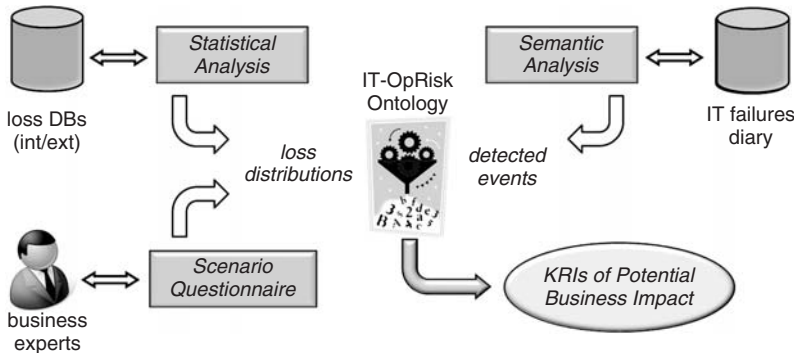 Statistical
Analysis
loss DBs
(int/ext)
Semantic
Analysis
IT failures
diary
IT-OpRisk
Ontology
loss
distributions
detected
events
Scenario
Questionnaire
business
experts
KRIs of Potential
Business Impact